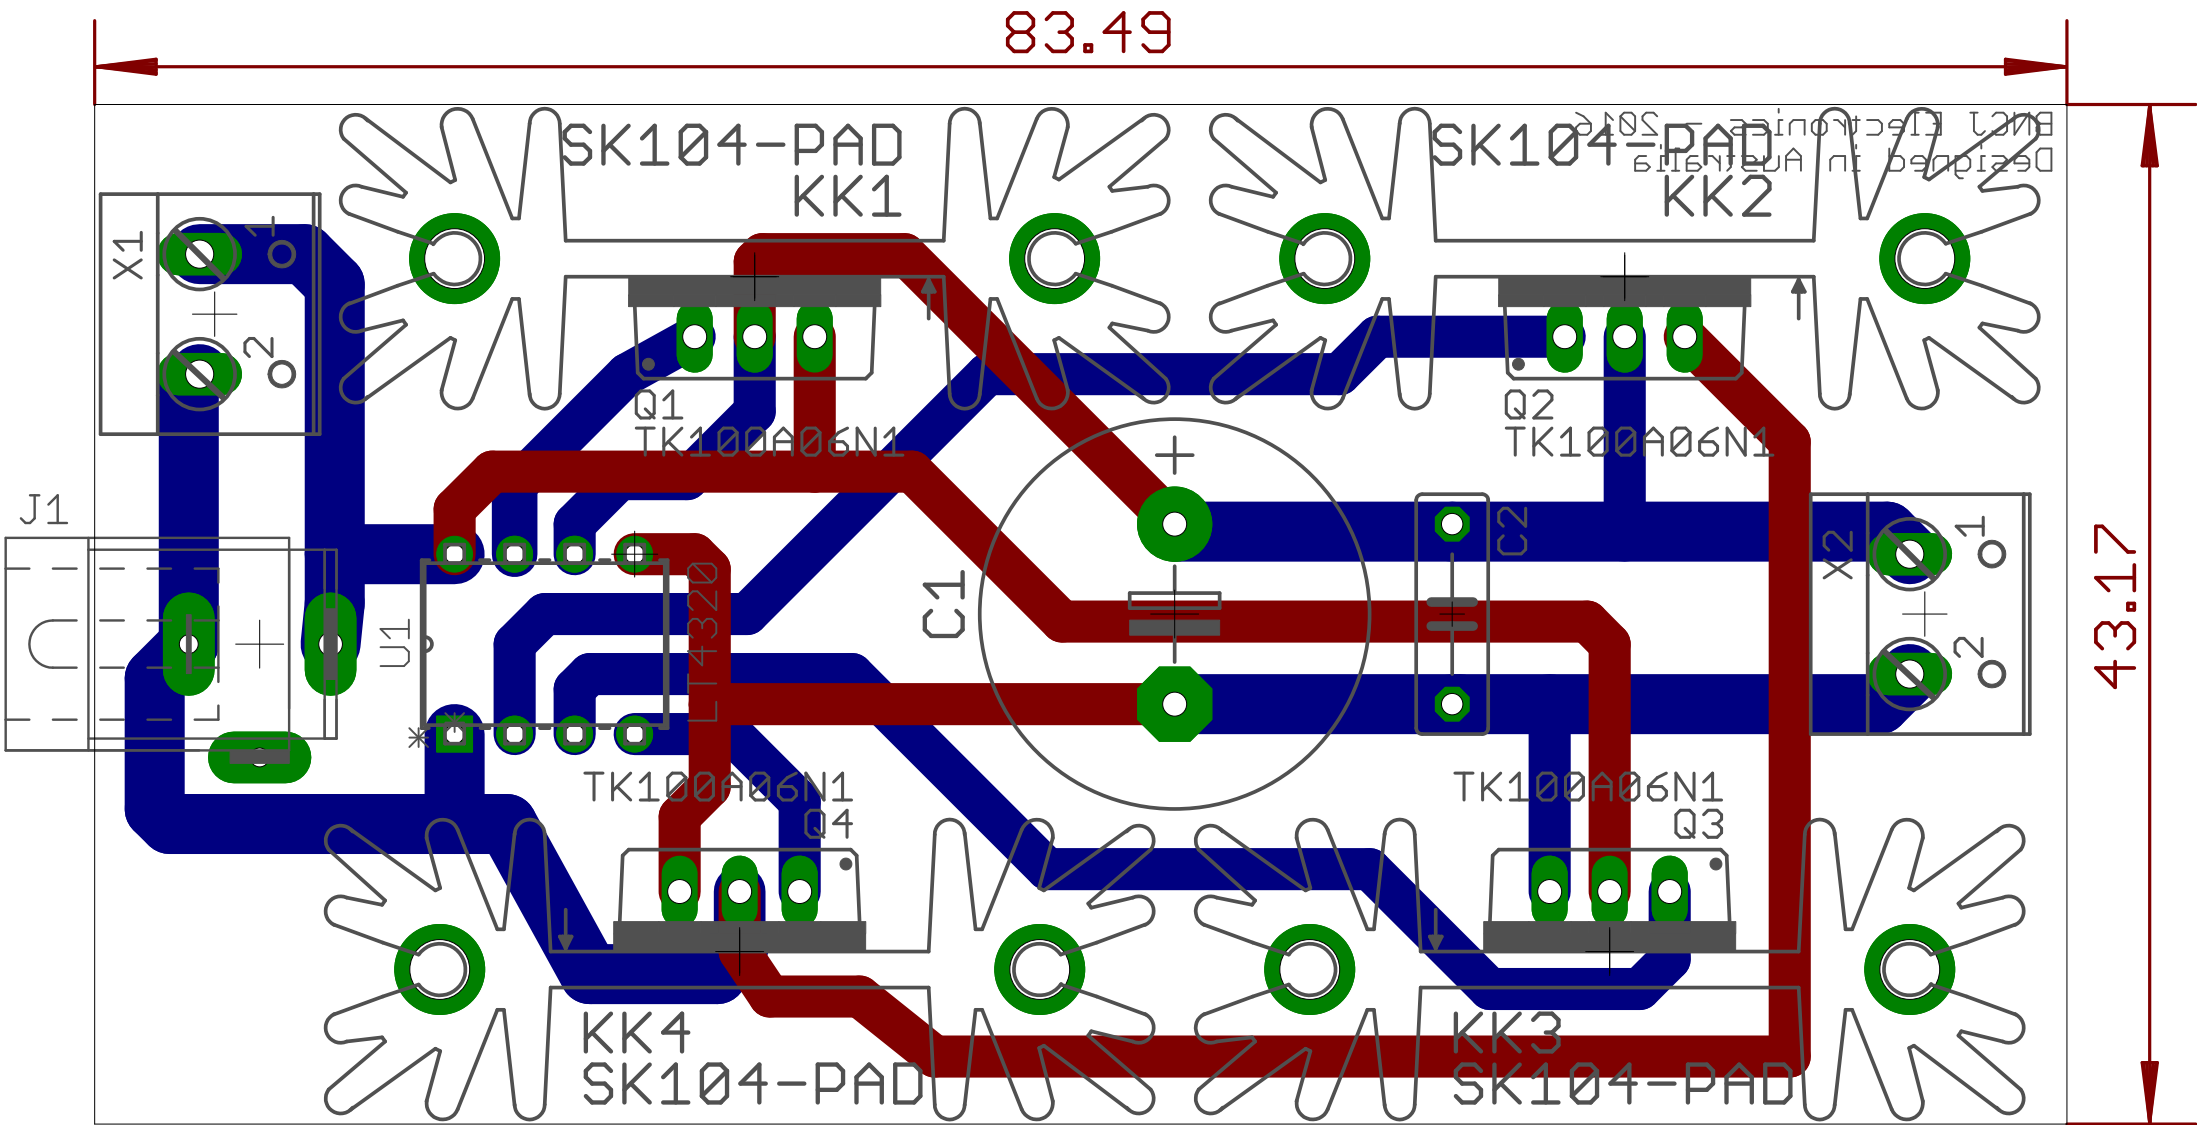 83.49
BNCJ Electronics - 2016
Designed in Australia
SK104-PAD
KK1
SK104-PAD
KK2
X1
1
2
Q1
TK100A06N1
Q2
TK100A06N1
J1
U1
LT4320
C1
+
C2
X2
1
2
43.17
TK100A06N1
Q4
TK100A06N1
Q3
KK4
SK104-PAD
KK3
SK104-PAD